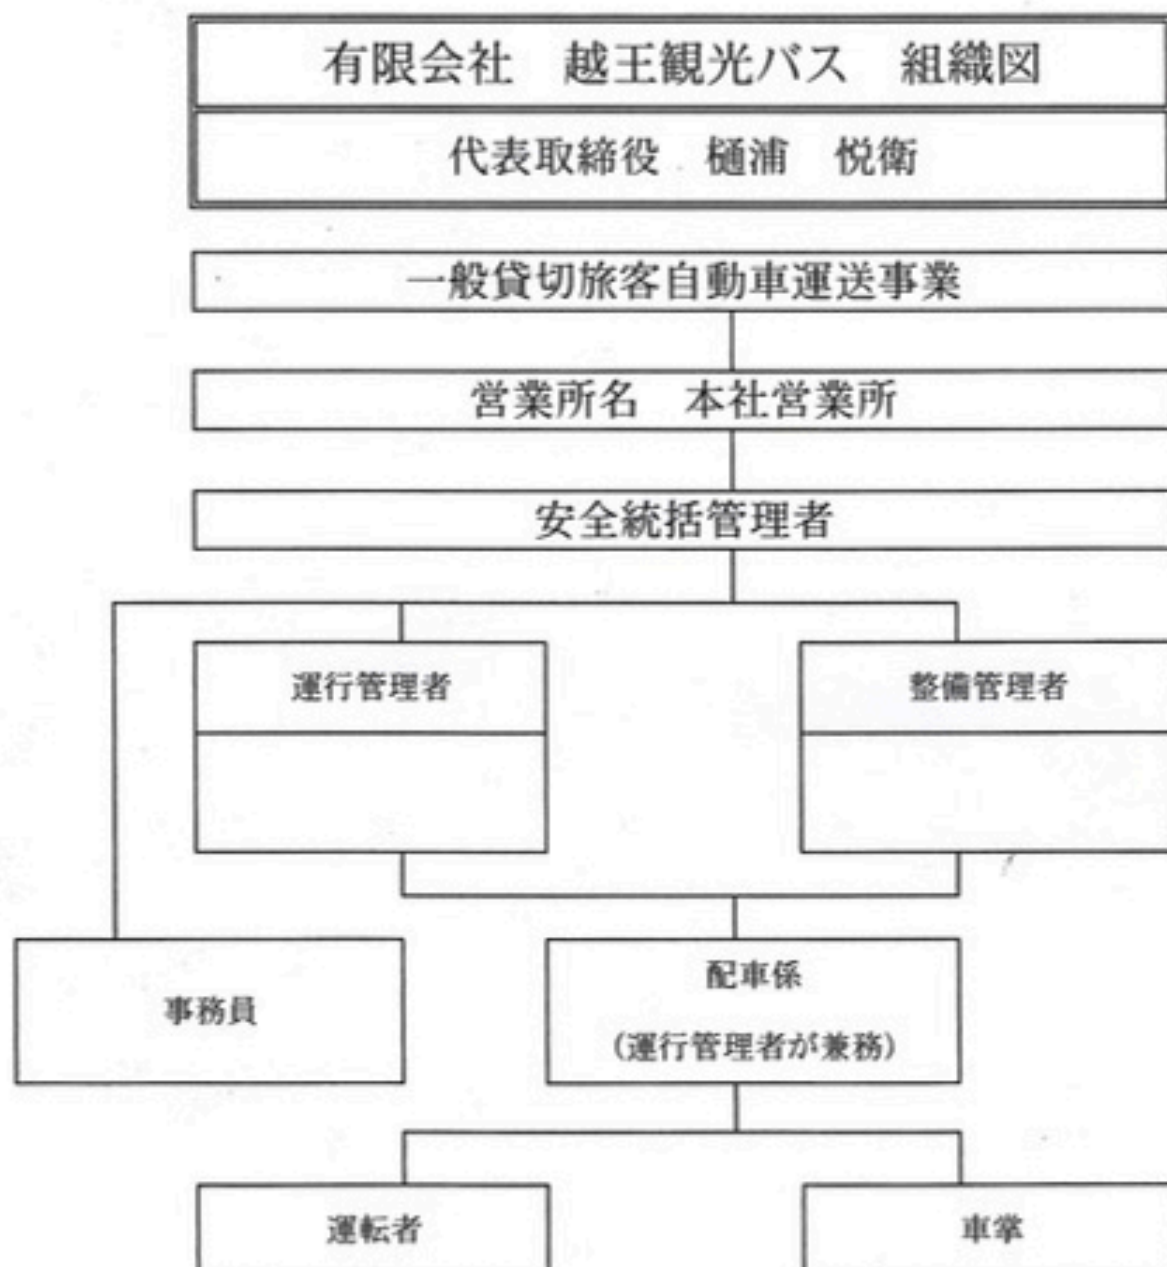 有限会社　越王観光バス　組織図
代表取締役　樋浦　悦衛
一般貸切旅客自動車運送事業
営業所名　本社営業所
安全統括管理者
運行管理者
整備管理者
事務員
配車係
(運行管理者が兼務)
運転者
車掌